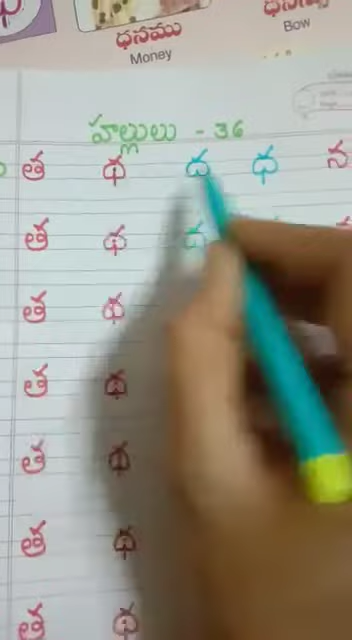 ధనము
Money
Bow
హల్లులు - 36
త థ ద ధ న
త థ ద
త థ
త థ
త థ
త థ
త థ